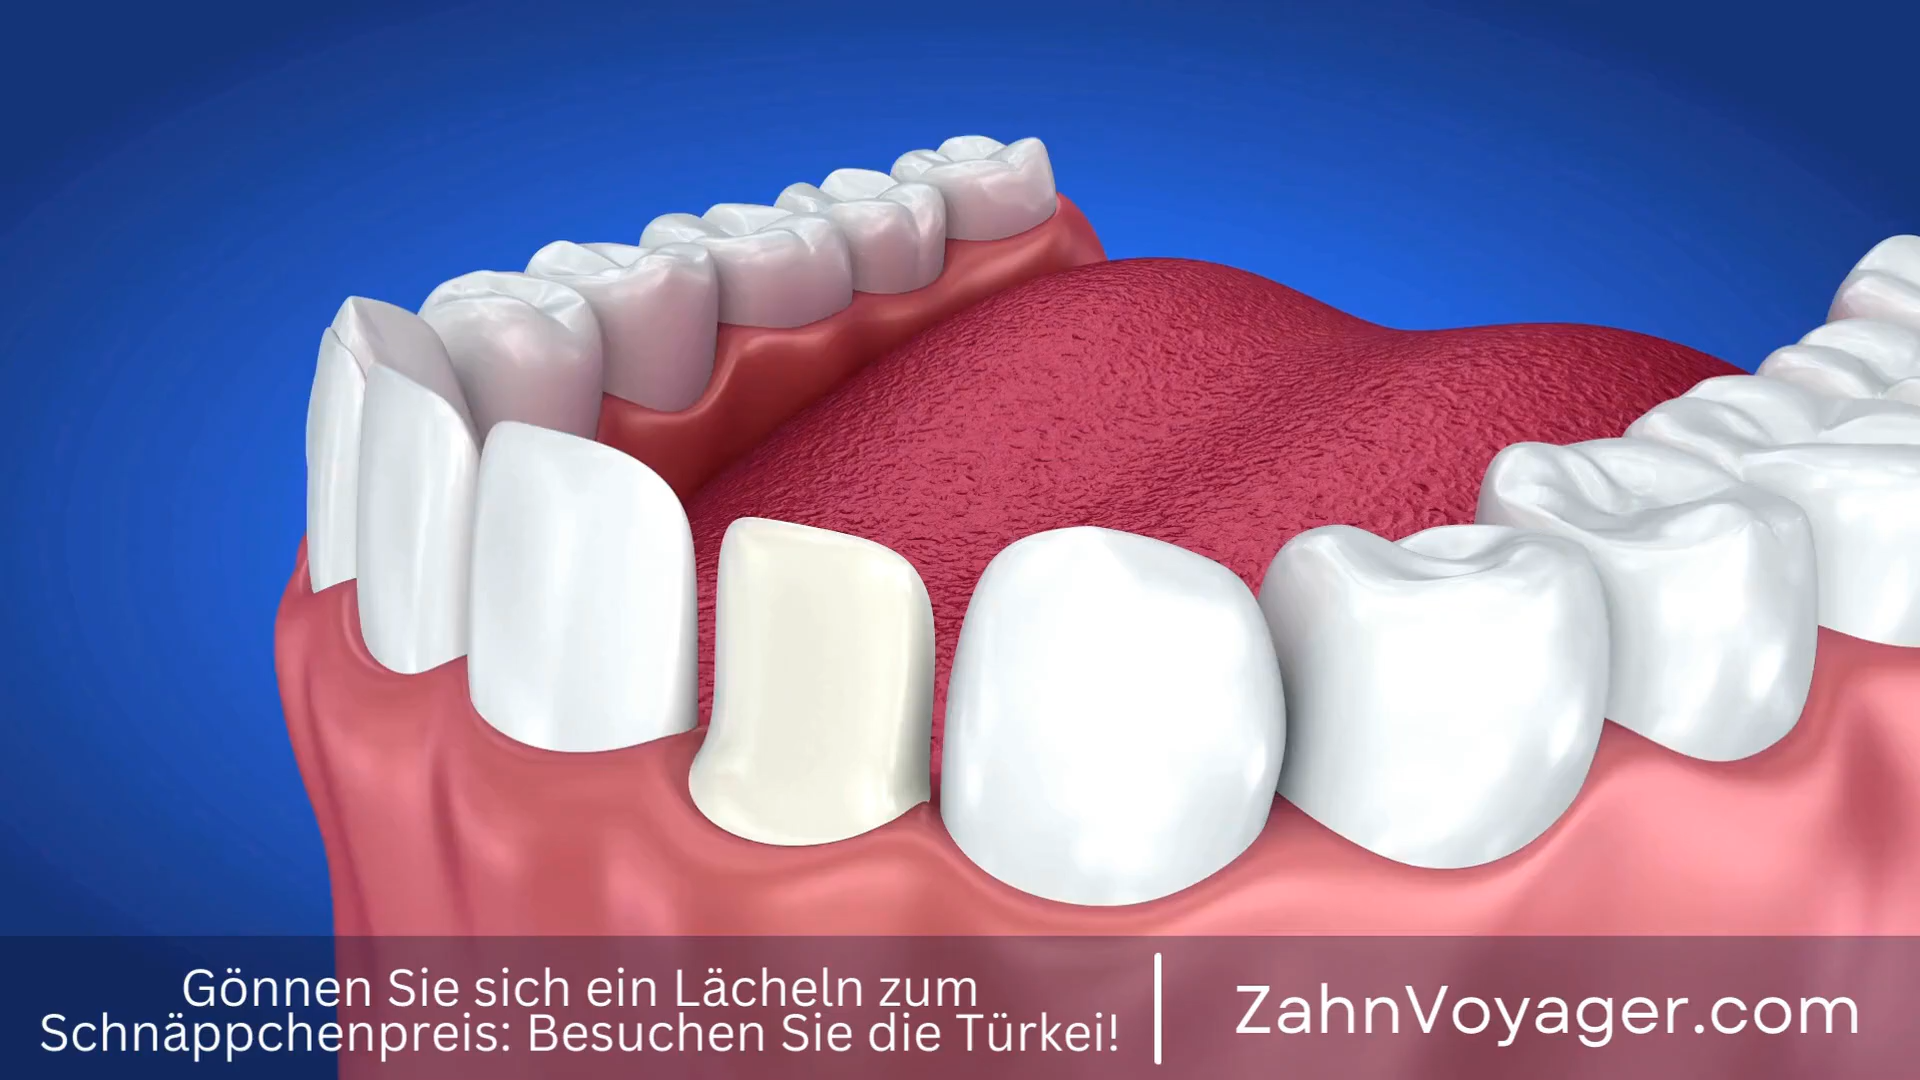 Gönnen Sie sich ein Lächeln zum
Schnäppchenpreis: Besuchen Sie die Türkei!
ZahnVoyager.com